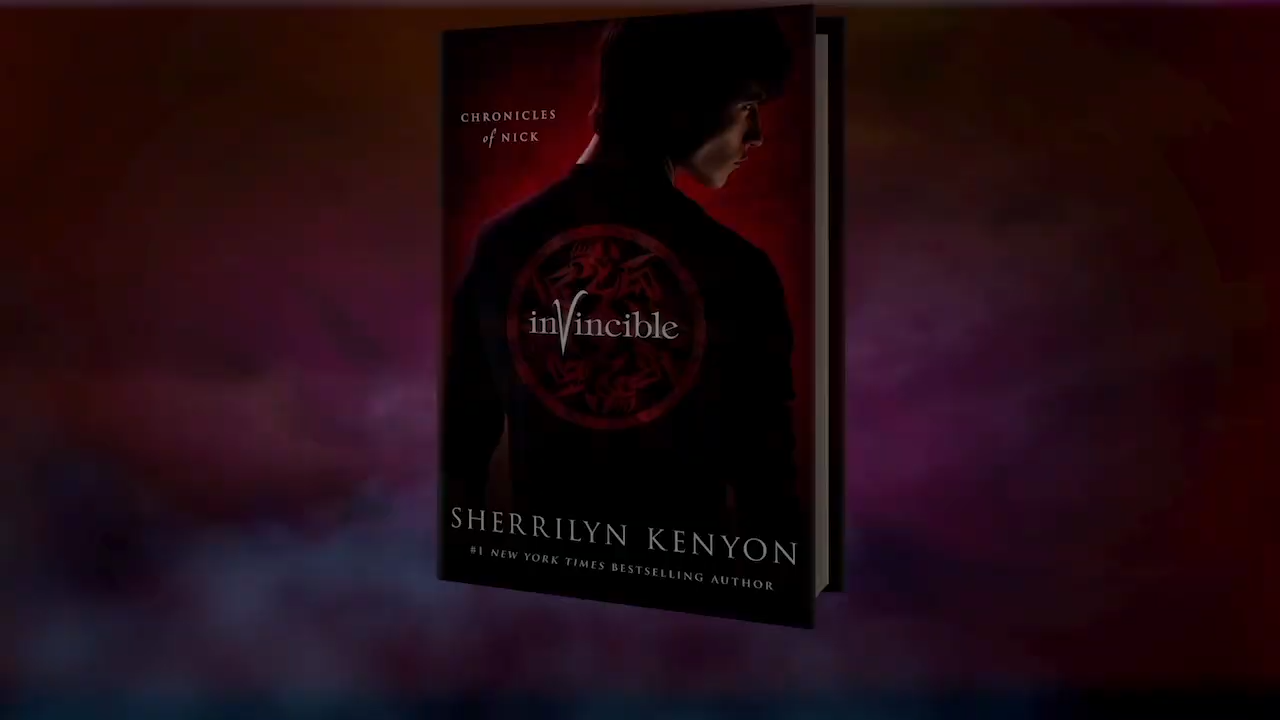 CHRONICLES
of NICK
inVincible
SHERRILYN KENYON
#1 NEW YORK TIMES BESTSELLING AUTHOR